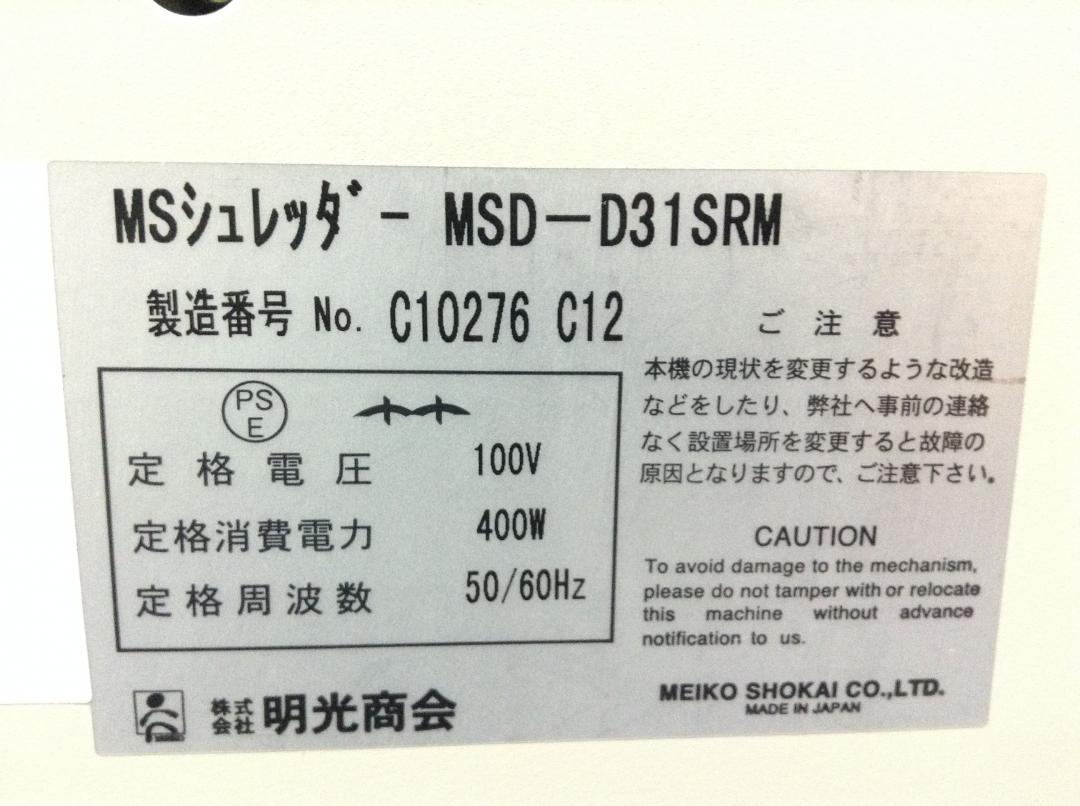 MSシュレッダー MSD-D31SRM
製造番号 No. C10276 C12
PS
E
定格電圧 100V
定格消費電力 400W
定格周波数 50/60Hz
ご注意
本機の現状を変更するような改造
などをしたり、弊社へ事前の連絡
なく設置場所を変更すると故障の
原因となりますので、ご注意下さい。
CAUTION
To avoid damage to the mechanism,
please do not tamper with or relocate
this machine without advance
notification to us.
株式会社 明光商会
MEIKO SHOKAI CO.,LTD.
MADE IN JAPAN